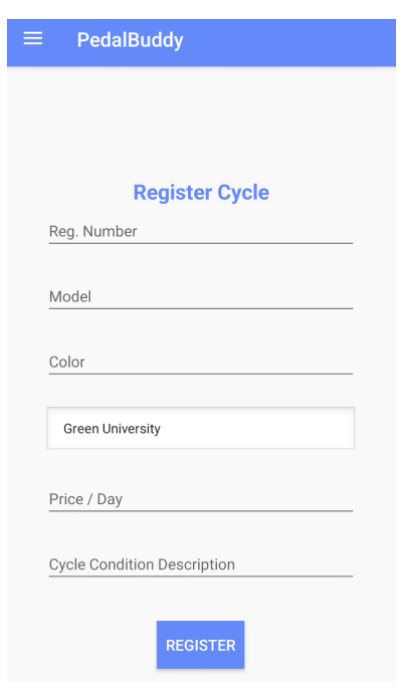 PedalBuddy
Register Cycle
Reg. Number
Model
Color
Green University
Price / Day
Cycle Condition Description
REGISTER